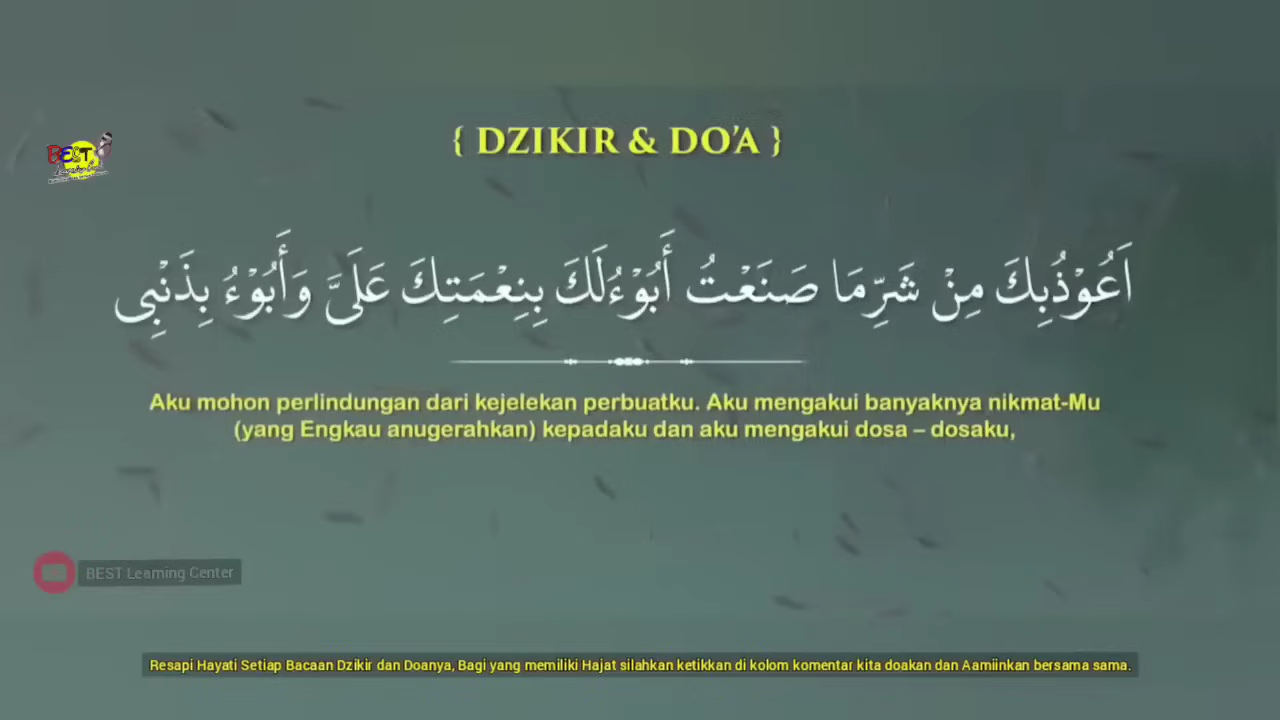 { DZIKIR & DO'A }
BEST
اَعُوْذُبِكَ مِنْ شَرِّمَا صَنَعْتُ أَبُوْءُلَكَ بِنِعْمَتِكَ عَلَىَّ وَأَبُوْءُ بِذَنْبِى
Aku mohon perlindungan dari kejelekan perbuatku. Aku mengakui banyaknya nikmat-Mu
(yang Engkau anugerahkan) kepadaku dan aku mengakui dosa – dosaku,
BEST Learning Center
Resapi Hayati Setiap Bacaan Dzikir dan Doanya, Bagi yang memiliki Hajat silahkan ketikkan di kolom komentar kita doakan dan Aamiinkan bersama sama.